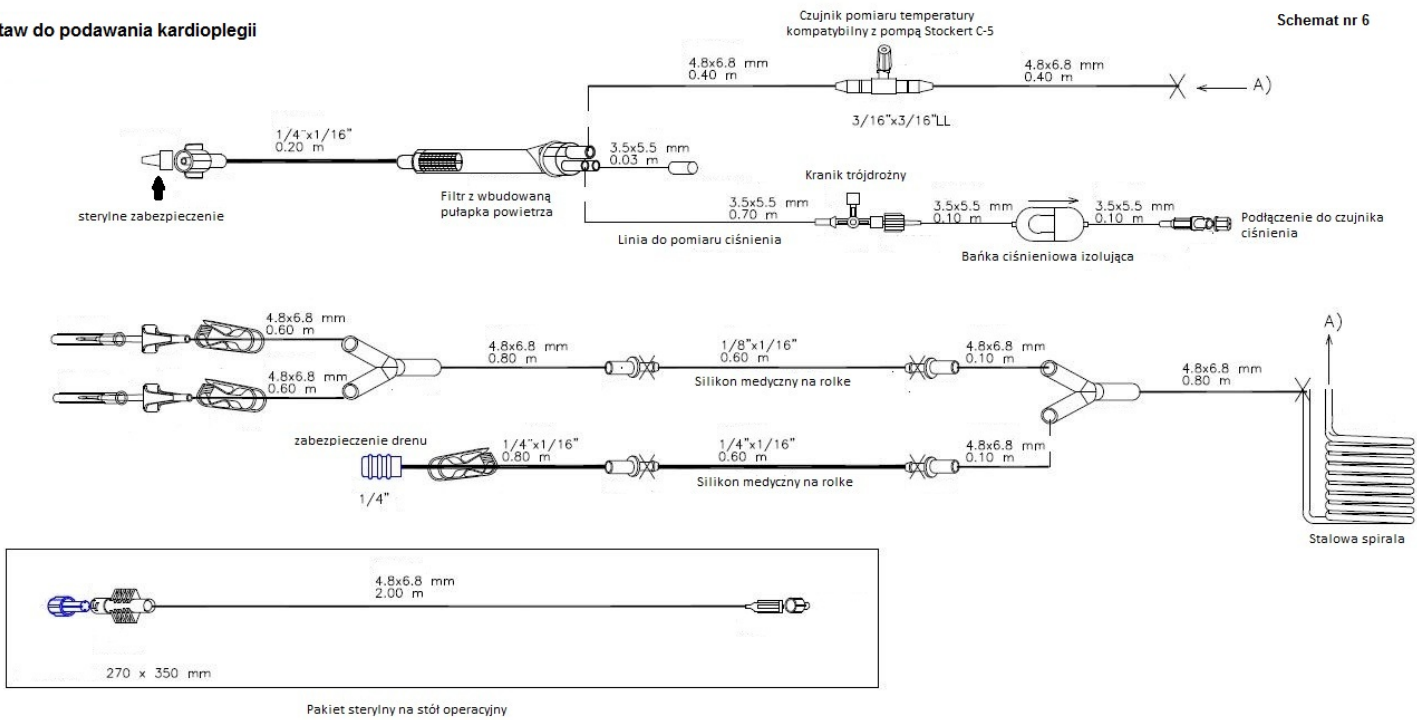 taw do podawania kardioplegii
Czujnik pomiaru temperatury
kompatybilny z pompą Stockert C-5
Schemat nr 6
4.8x6.8 mm
0.40 m
4.8x6.8 mm
0.40 m
A)
3/16"x3/16"LL
1/4"x1/16"
0.20 m
3.5x5.5 mm
0.03 m
sterylne zabezpieczenie
Filtr z wbudowaną
pułapka powietrza
Kranik trójdrożny
3.5x5.5 mm
0.70 m
3.5x5.5 mm
0.10 m
3.5x5.5 mm
0.10 m
Podłączenie do czujnika
ciśnienia
Linia do pomiaru ciśnienia
Bańka ciśnieniowa izolująca
4.8x6.8 mm
0.60 m
4.8x6.8 mm
0.60 m
4.8x6.8 mm
0.80 m
1/8"x1/16"
0.60 m
Silikon medyczny na rolke
4.8x6.8 mm
0.10 m
4.8x6.8 mm
0.80 m
A)
zabezpieczenie drenu
1/4"
1/4"x1/16"
0.80 m
1/4"x1/16"
0.60 m
Silikon medyczny na rolke
4.8x6.8 mm
0.10 m
Stalowa spirala
4.8x6.8 mm
2.00 m
270 x 350 mm
Pakiet sterylny na stół operacyjny